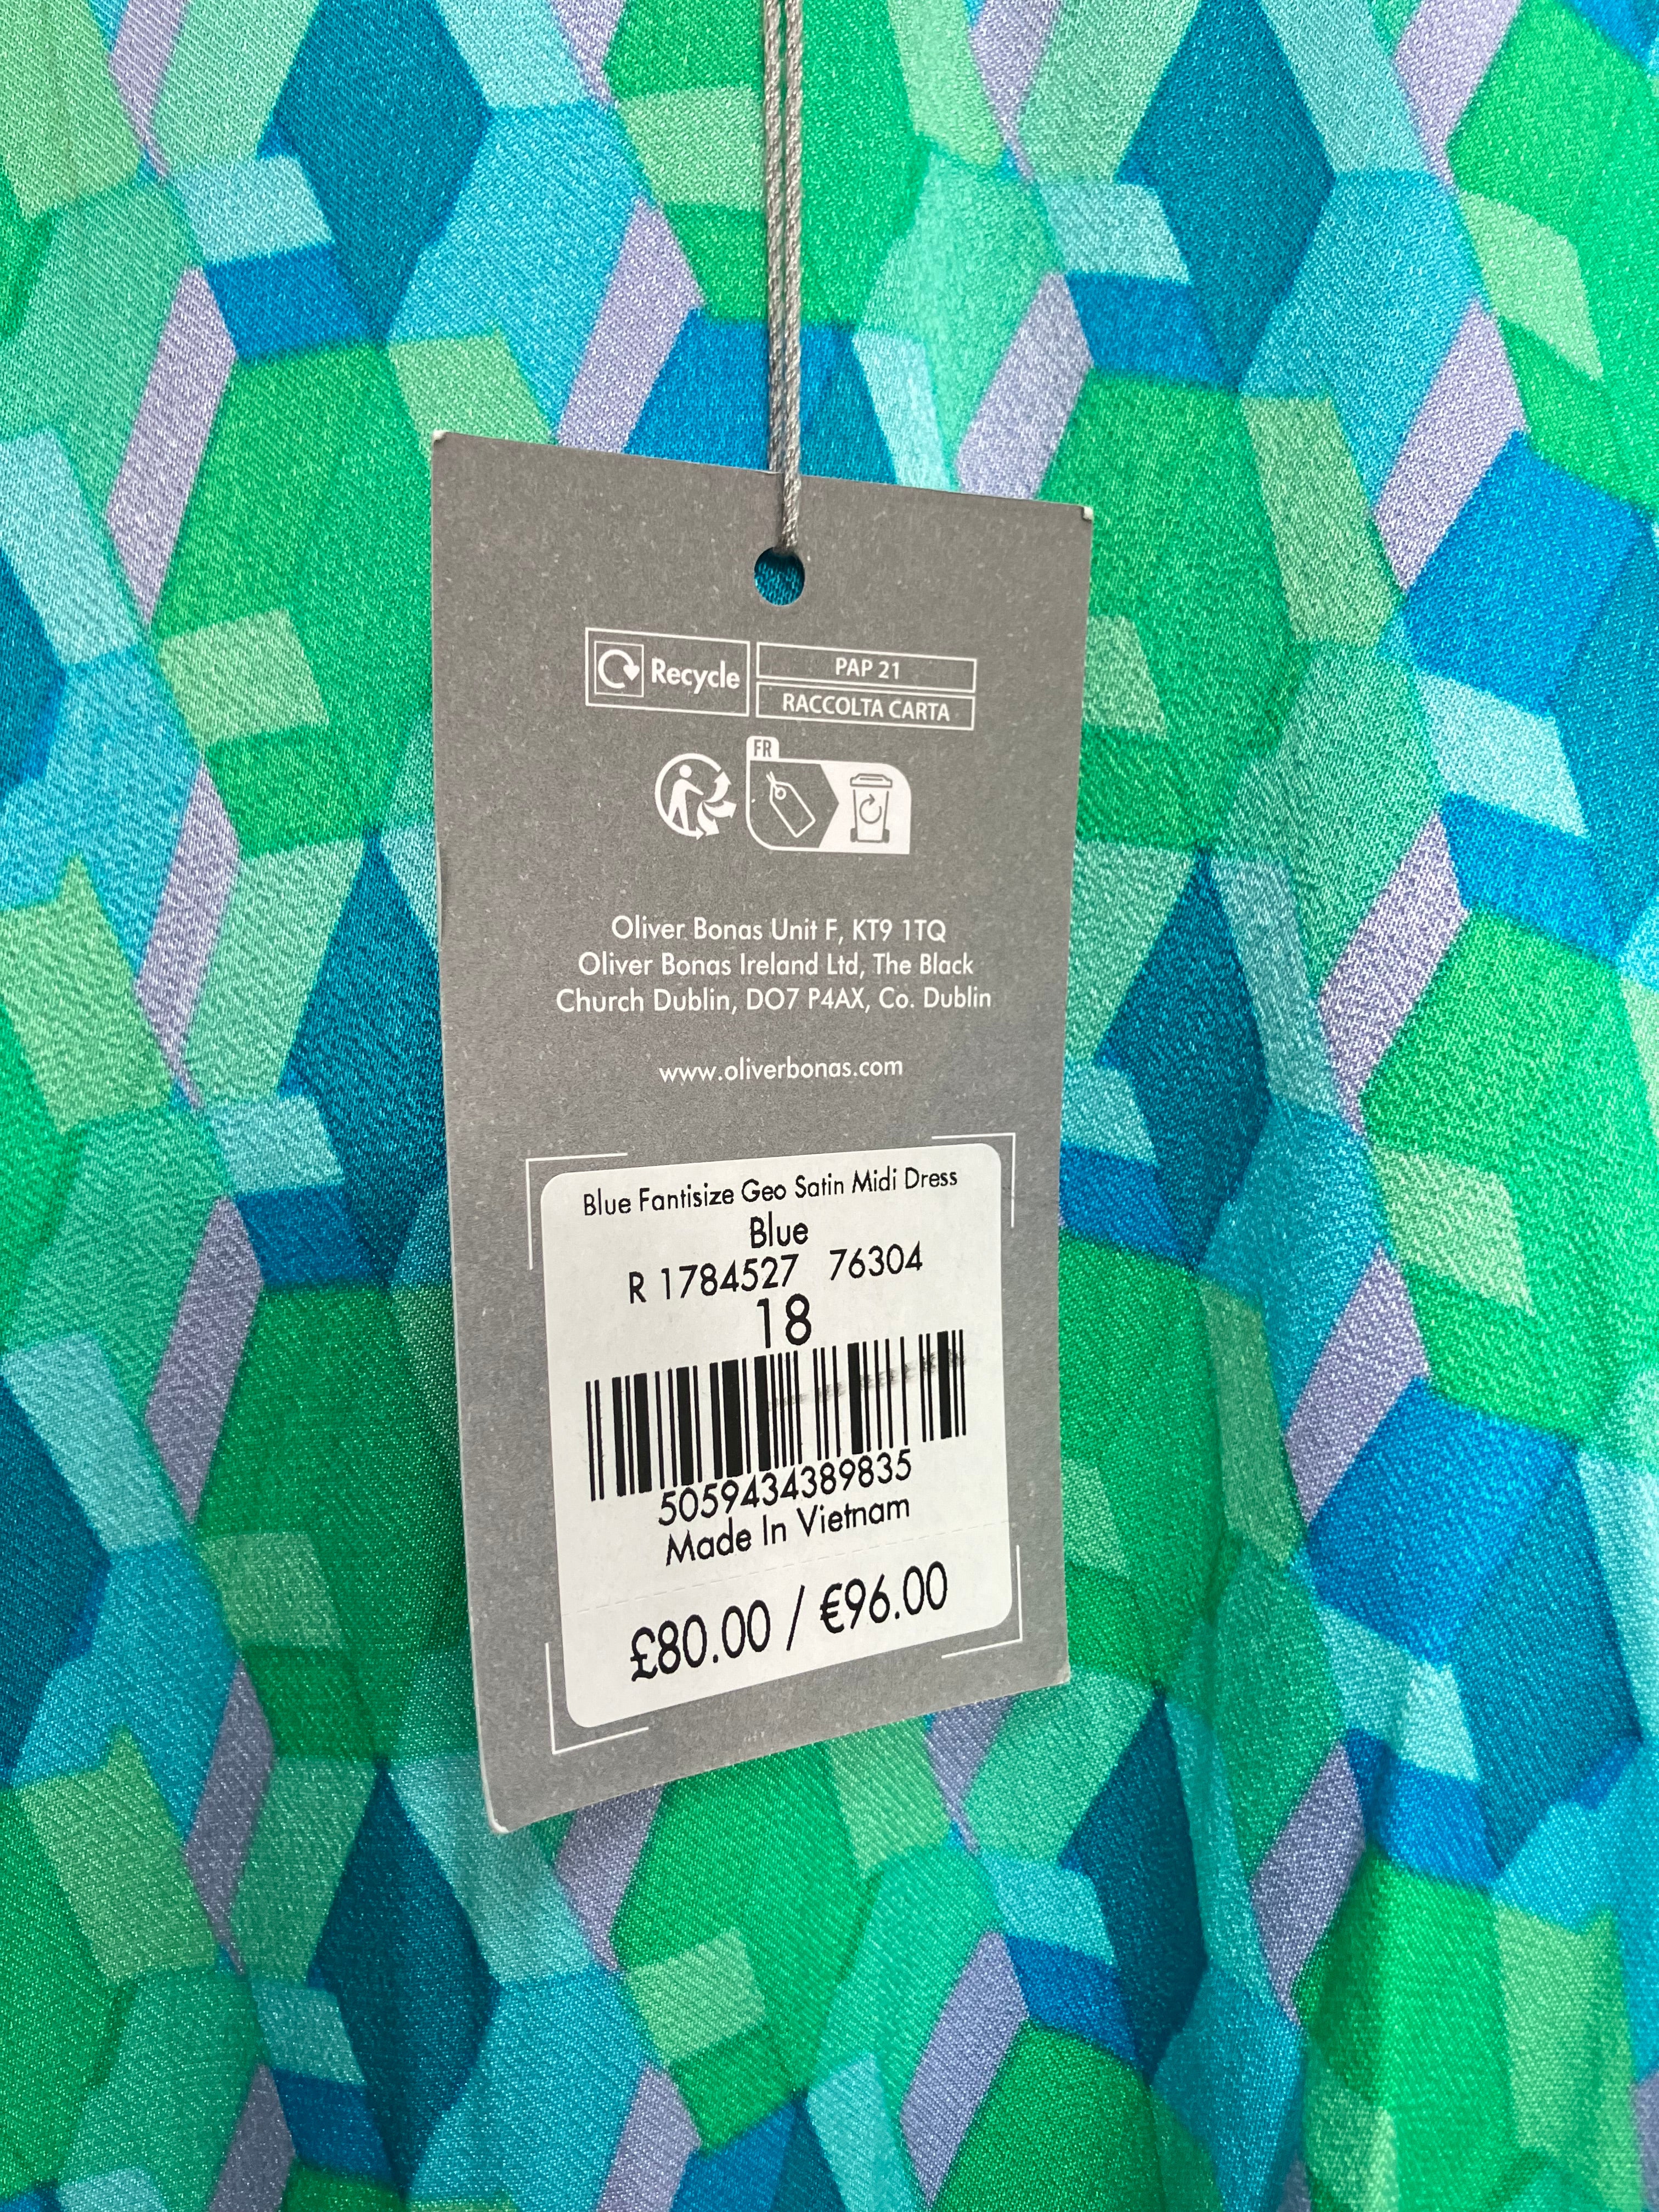 Recycle
PAP 21
RACCOLTA CARTA
FR
Oliver Bonas Unit F, KT9 1TQ
Oliver Bonas Ireland Ltd, The Black
Church Dublin, DO7 P4AX, Co. Dublin
www.oliverbonas.com
Blue Fantisize Geo Satin Midi Dress
Blue
R 1784527 76304
18
5059434389835
Made In Vietnam
£80.00 / €96.00